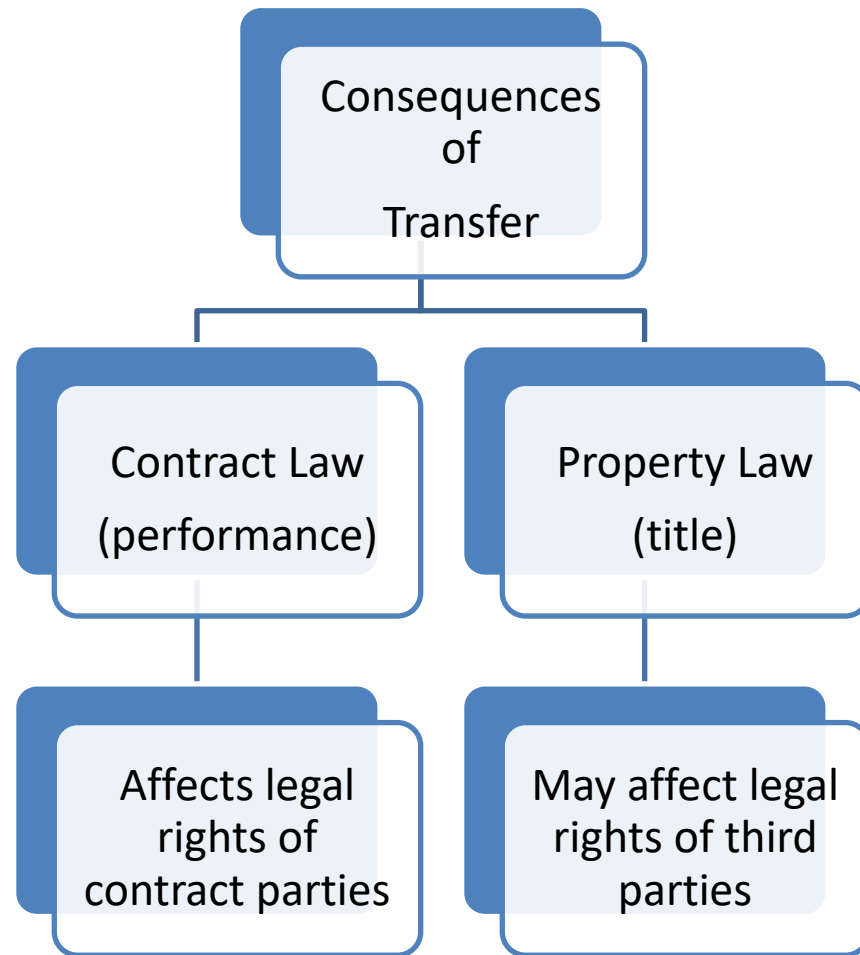 Consequences
of
Transfer
Contract Law
(performance)
Property Law
(title)
Affects legal
rights of
contract parties
May affect legal
rights of third
parties